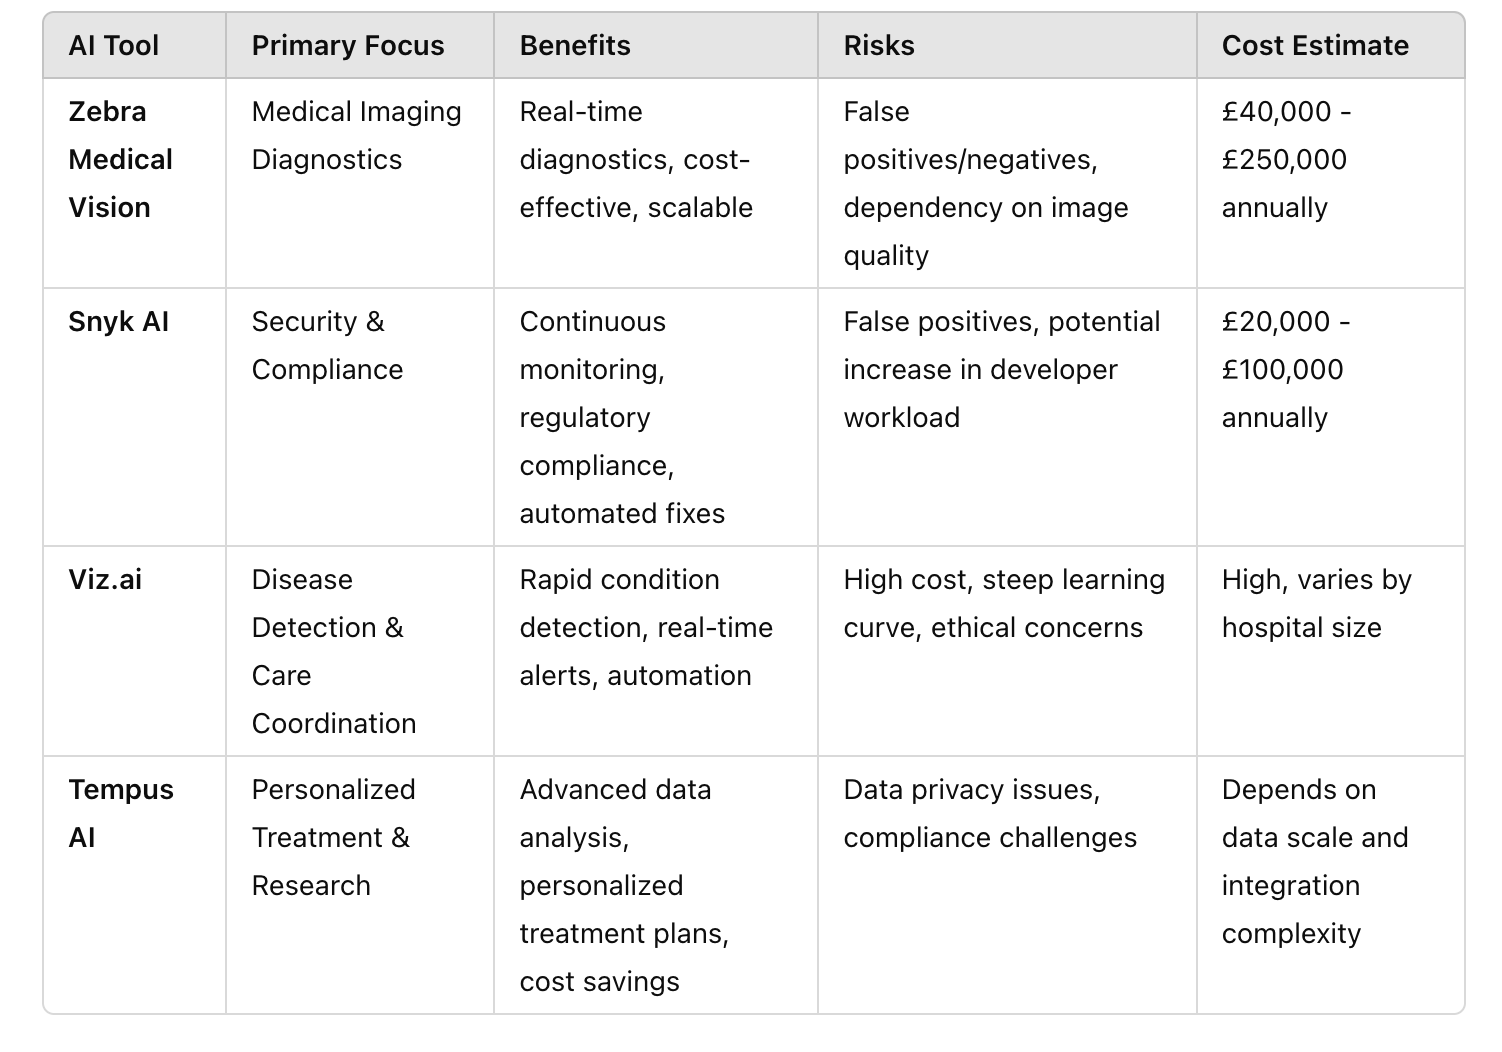 AI Tool
Primary Focus
Benefits
Risks
Cost Estimate
Zebra
Medical
Vision
Medical Imaging
Diagnostics
Real-time
diagnostics, cost-
effective, scalable
False
positives/negatives,
dependency on image
quality
£40,000 -
£250,000
annually
Snyk AI
Security &
Compliance
Continuous
monitoring,
regulatory
compliance,
automated fixes
False positives, potential
increase in developer
workload
£20,000 -
£100,000
annually
Viz.ai
Disease
Detection &
Care
Coordination
Rapid condition
detection, real-time
alerts, automation
High cost, steep learning
curve, ethical concerns
High, varies by
hospital size
Tempus
AI
Personalized
Treatment &
Research
Advanced data
analysis,
personalized
treatment plans,
cost savings
Data privacy issues,
compliance challenges
Depends on
data scale and
integration
complexity